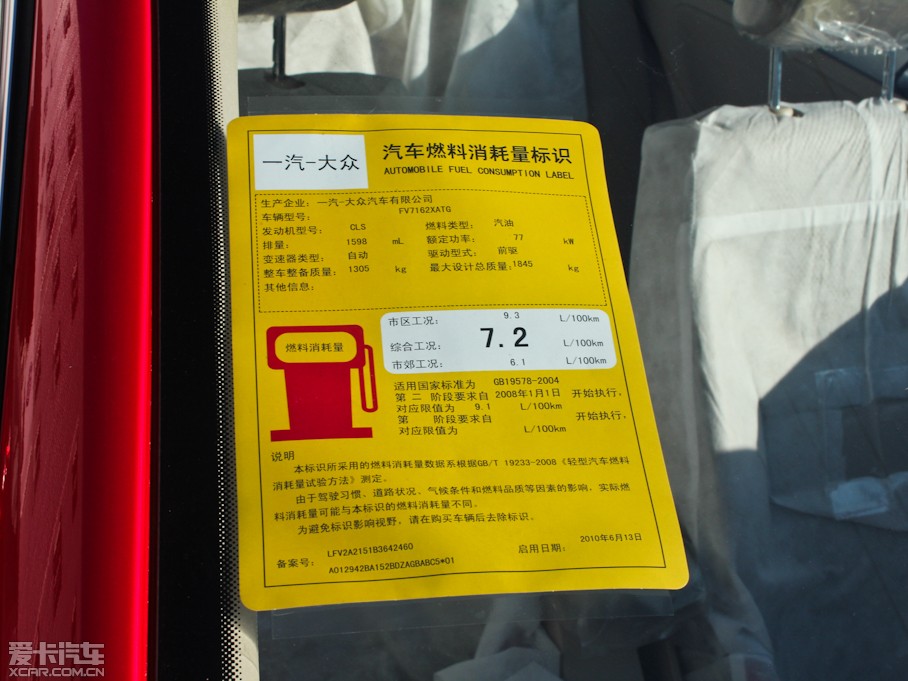 一汽-大众
汽车燃料消耗量标识
AUTOMOBILE FUEL CONSUMPTION LABEL
生产企业: 一汽-大众汽车有限公司
车辆型号: FV7162XATG
发动机型号: CLS 燃料类型: 汽油
排量: 1598 mL 额定功率: 77 kW
变速器类型: 自动 驱动型式: 前驱
整车整备质量: 1305 kg 最大设计总质量: 1845 kg
其他信息:
燃料消耗量
市区工况: 9.3 L/100km
综合工况: 7.2 L/100km
市郊工况: 6.1 L/100km
适用国家标准为 GB19578-2004
第 二 阶段要求自 2008年1月1日 开始执行,
对应限值为 9.1 L/100km
第 阶段要求自 开始执行,
对应限值为 L/100km
说明
本标识所采用的燃料消耗量数据系根据GB/T 19233-2008《轻型汽车燃料
消耗量试验方法》测定。
由于驾驶习惯、道路状况、气候条件和燃料品质等因素的影响,实际燃
料消耗量可能与本标识的燃料消耗量不同。
为避免标识影响视野,请在购买车辆后去除标识。
备案号: LFV2A2151B3642460
A012942BA152BDZAGBABC5*01
启用日期: 2010年6月13日
爱卡汽车
XCAR.COM.CN